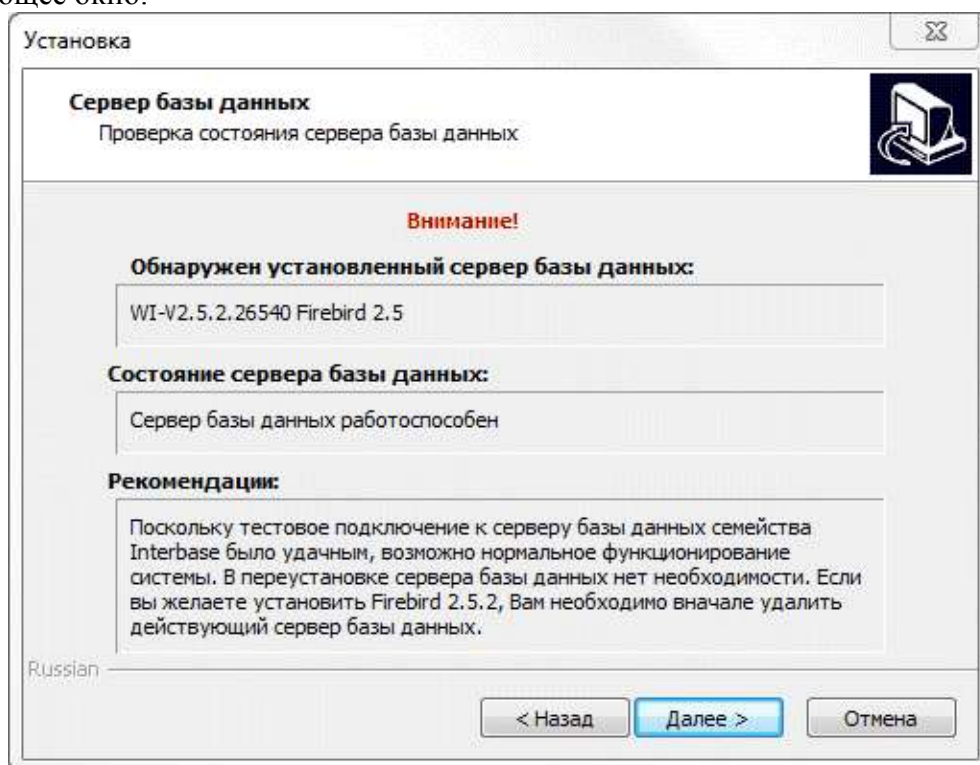 ющее окно:
Установка
Сервер базы данных
Проверка состояния сервера базы данных
Внимание!
Обнаружен установленный сервер базы данных:
WI-V2.5.2.26540 Firebird 2.5
Состояние сервера базы данных:
Сервер базы данных работоспособен
Рекомендации:
Поскольку тестовое подключение к серверу базы данных семейства
Interbase было удачным, возможно нормальное функционирование
системы. В переустановке сервера базы данных нет необходимости. Если
вы желаете установить Firebird 2.5.2, Вам необходимо вначале удалить
действующий сервер базы данных.
Russian
< Назад Далее > Отмена